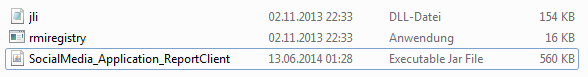 jli 02.11.2013 22:33 DLL-Datei 154 KB
rmiregistry 02.11.2013 22:33 Anwendung 16 KB
SocialMedia_Application_ReportClient 13.06.2014 01:28 Executable Jar File 560 KB